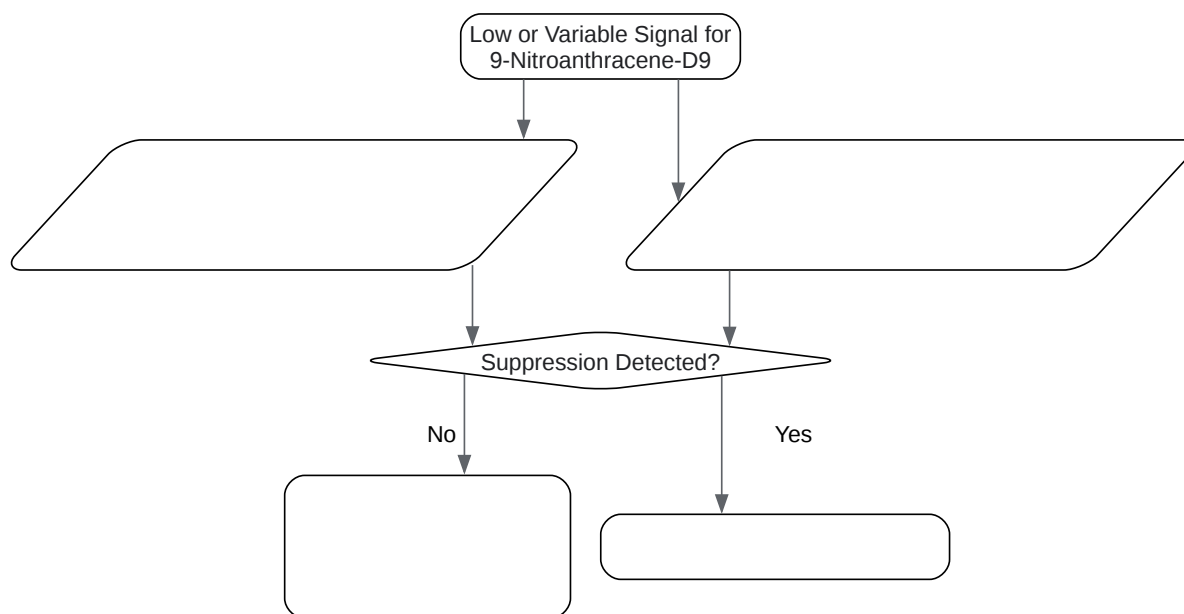 Low or Variable Signal for
9-Nitroanthracene-D9
Suppression Detected?
No
Yes